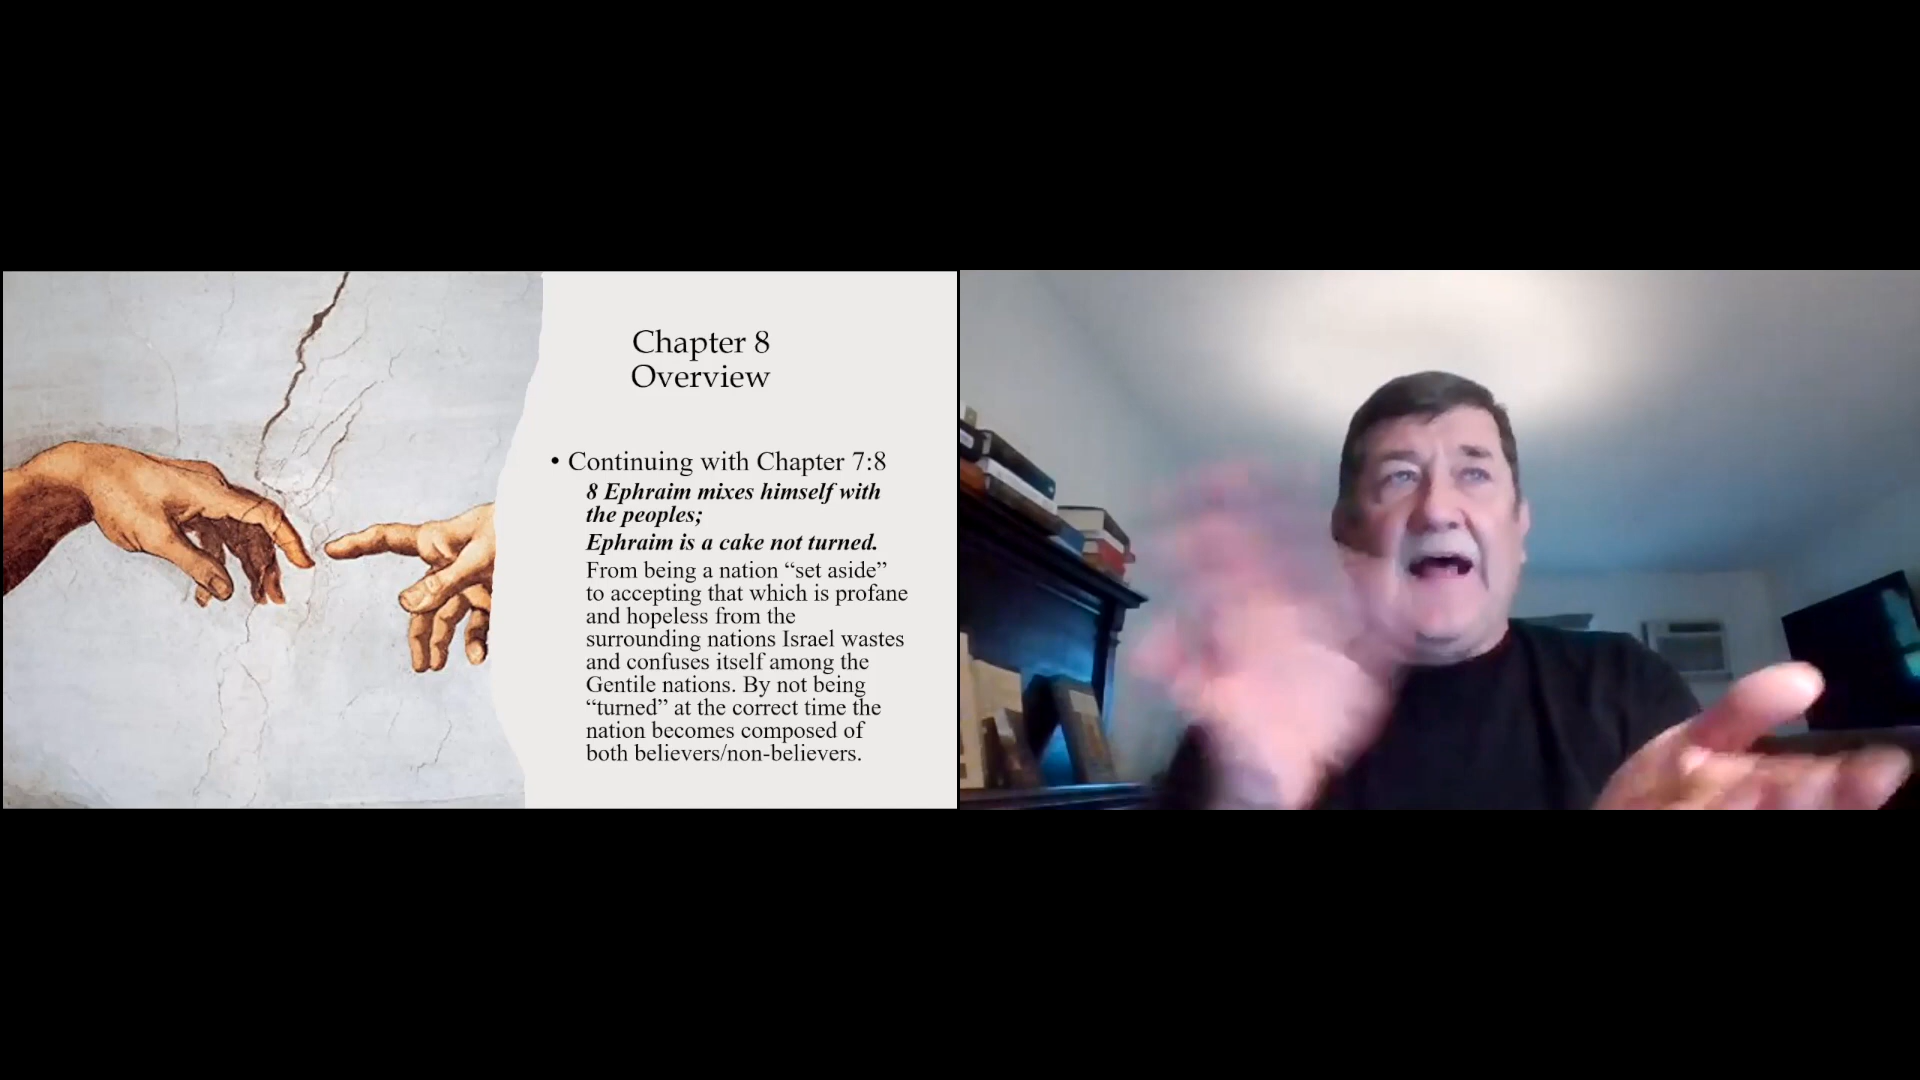 Chapter 8
Overview
• Continuing with Chapter 7:8
8 Ephraim mixes himself with
the peoples;
Ephraim is a cake not turned.
From being a nation “set aside”
to accepting that which is profane
and hopeless from the
surrounding nations Israel wastes
and confuses itself among the
Gentile nations. By not being
“turned” at the correct time the
nation becomes composed of
both believers/non-believers.